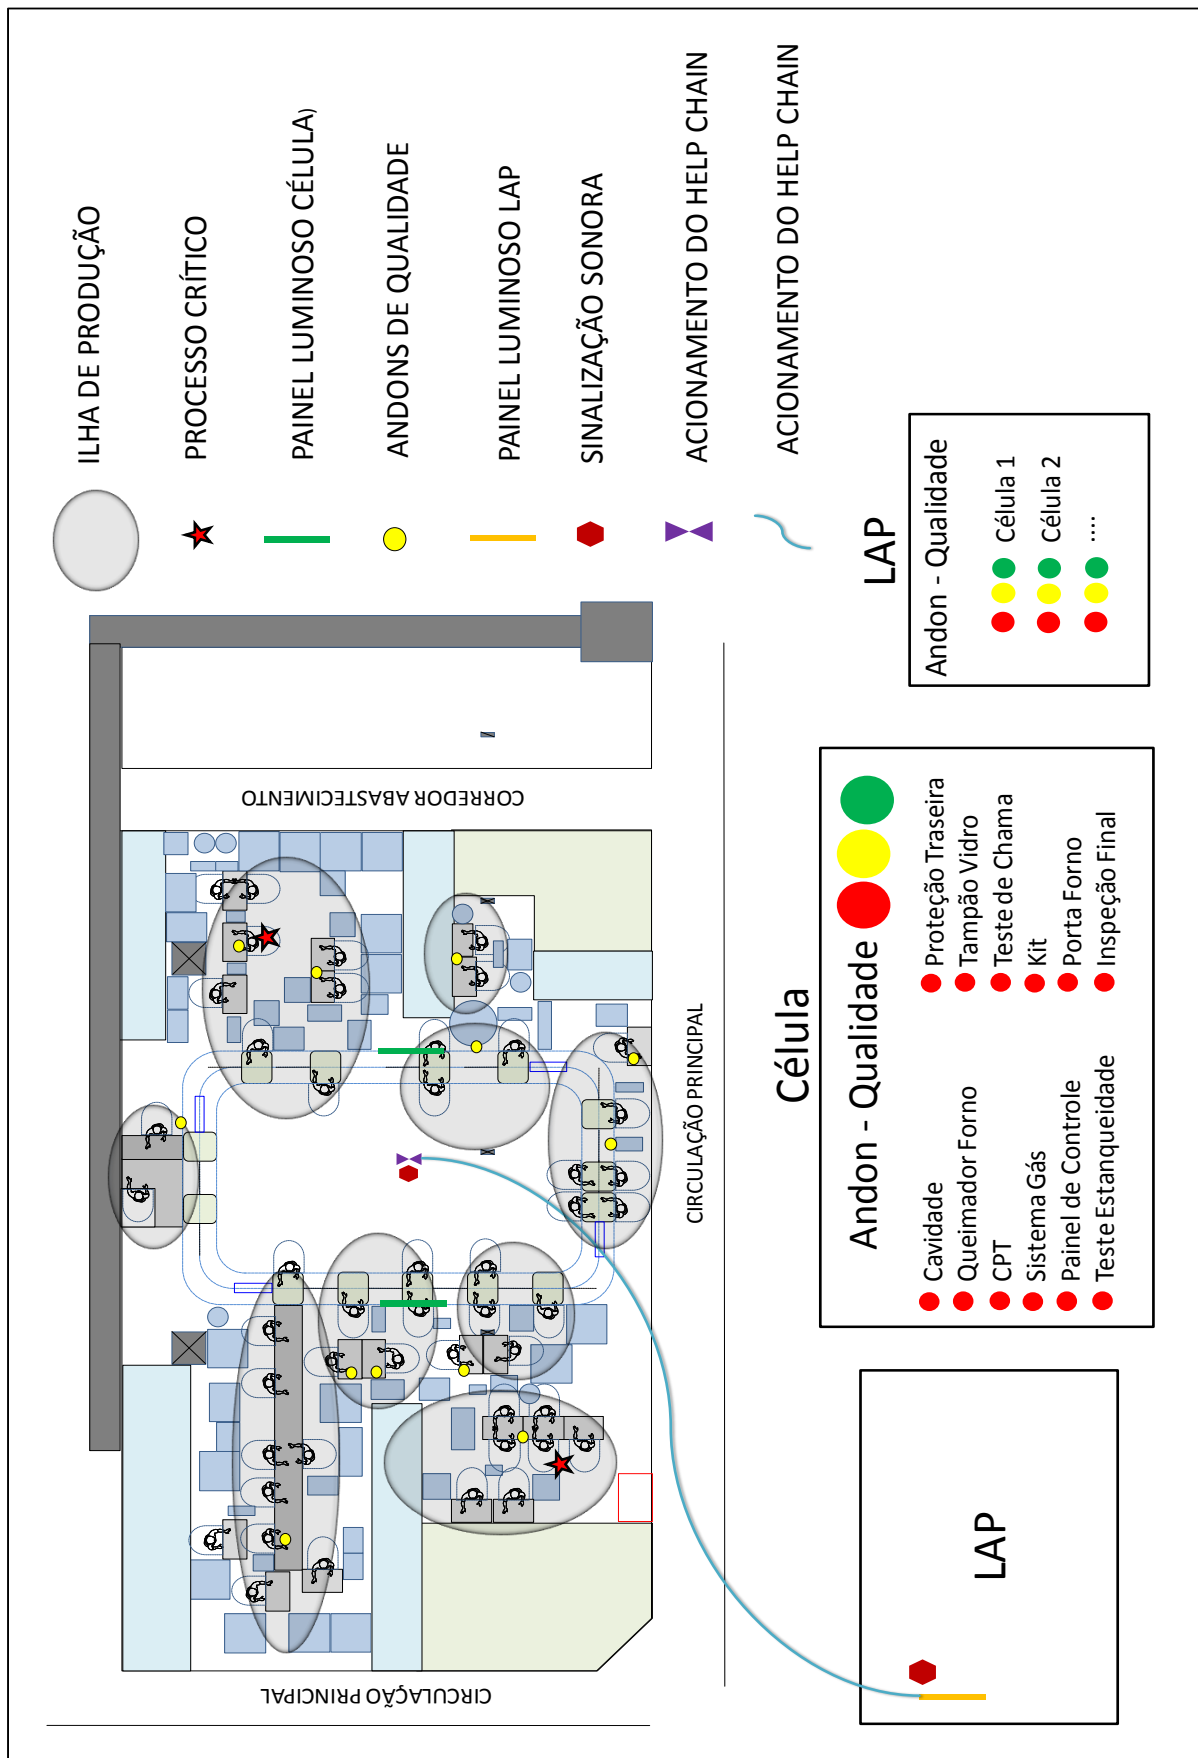 ILHA DE PRODUÇÃO
PROCESSO CRÍTICO
PAINEL LUMINOSO CÉLULA)
ANDONS DE QUALIDADE
PAINEL LUMINOSO LAP
SINALIZAÇÃO SONORA
ACIONAMENTO DO HELP CHAIN
ACIONAMENTO DO HELP CHAIN
CIRCULAÇÃO PRINCIPAL
CORREDOR ABASTECIMENTO
CIRCULAÇÃO PRINCIPAL
LAP
Célula
Andon - Qualidade
Cavidade
Queimador Forno
CPT
Sistema Gás
Painel de Controle
Teste Estanqueidade
Proteção Traseira
Tampão Vidro
Teste de Chama
Kit
Porta Forno
Inspeção Final
LAP
Andon - Qualidade
Célula 1
Célula 2
....